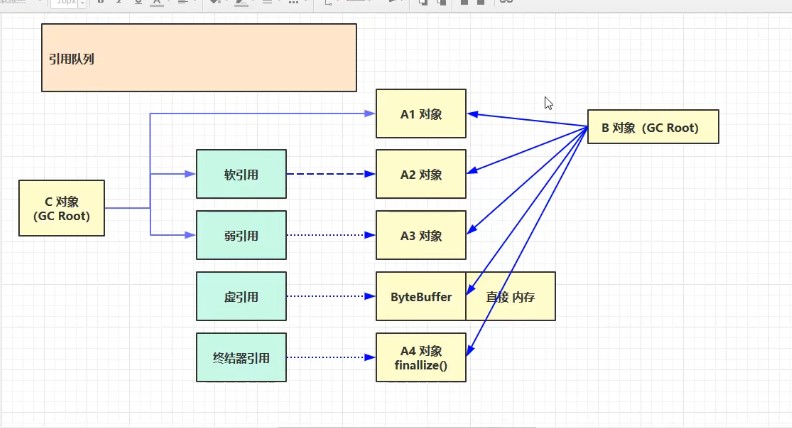 引用队列
A1 对象
B 对象（GC Root）
软引用
A2 对象
C 对象
（GC Root）
弱引用
A3 对象
虚引用
ByteBuffer
直接 内存
终结器引用
A4 对象
finallize()